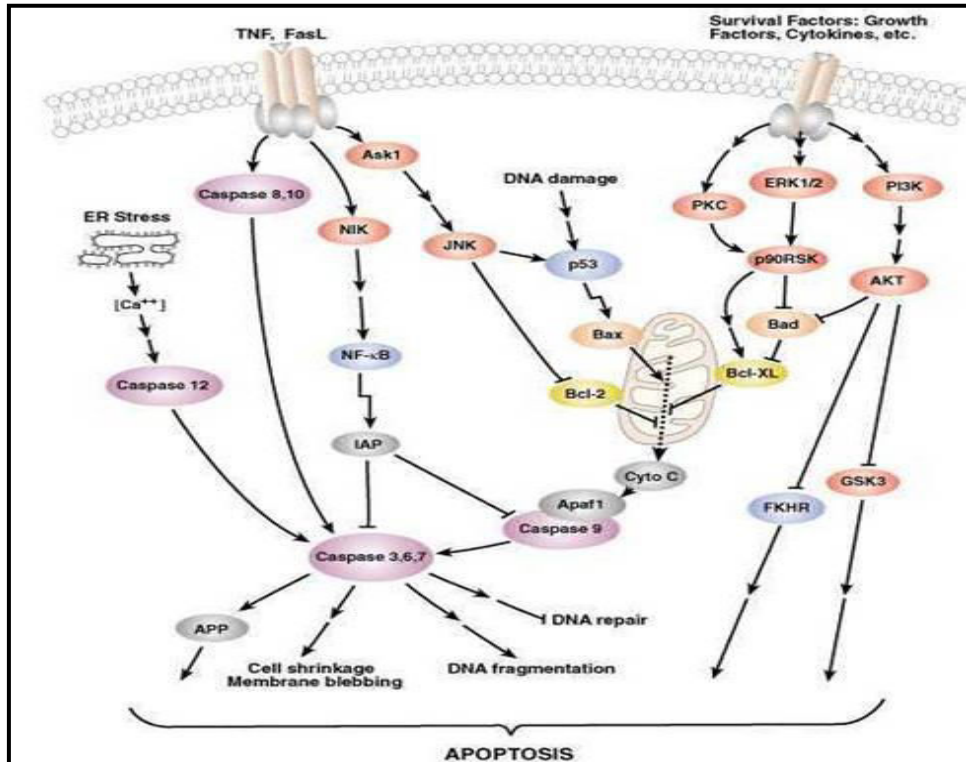 TNF, FasL
Survival Factors: Growth
Factors, Cytokines, etc.
Ask1
Caspase 8,10
DNA damage
ERK1/2
PI3K
PKC
ER Stress
NIK
JNK
p53
p90RSK
AKT
[Ca⁺⁺]
Bax
Bad
NF-κB
Caspase 12
Bcl-2
Bcl-XL
IAP
Cyto C
GSK3
Apaf1
FKHR
Caspase 9
Caspase 3,6,7
APP
DNA repair
Cell shrinkage
Membrane blebbing
DNA fragmentation
APOPTOSIS